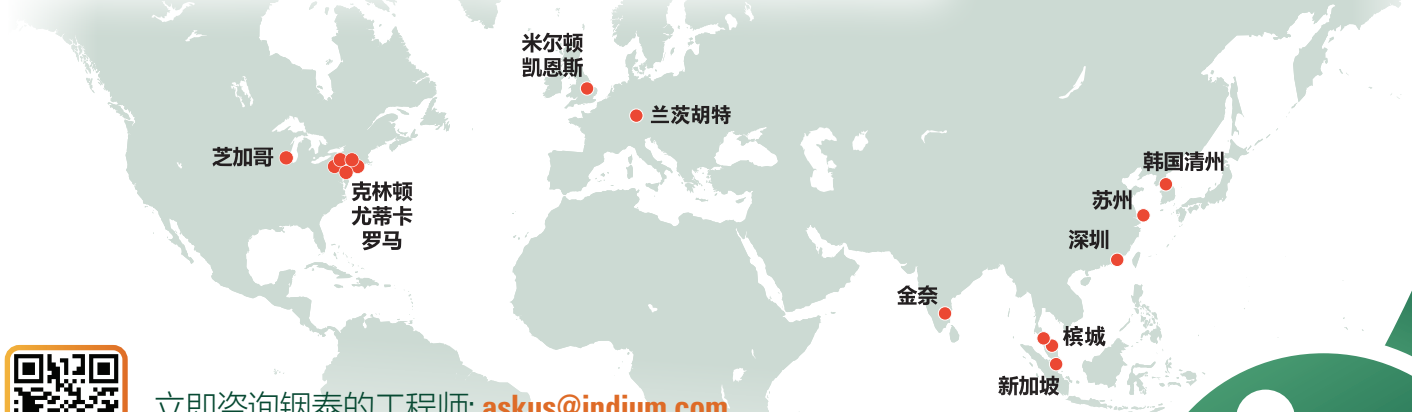 米尔顿
凯恩斯
兰茨胡特
芝加哥
克林顿
尤蒂卡
罗马
韩国清州
苏州
深圳
金奈
槟城
新加坡
立即咨询铟泰的工程师: askus@indium.com